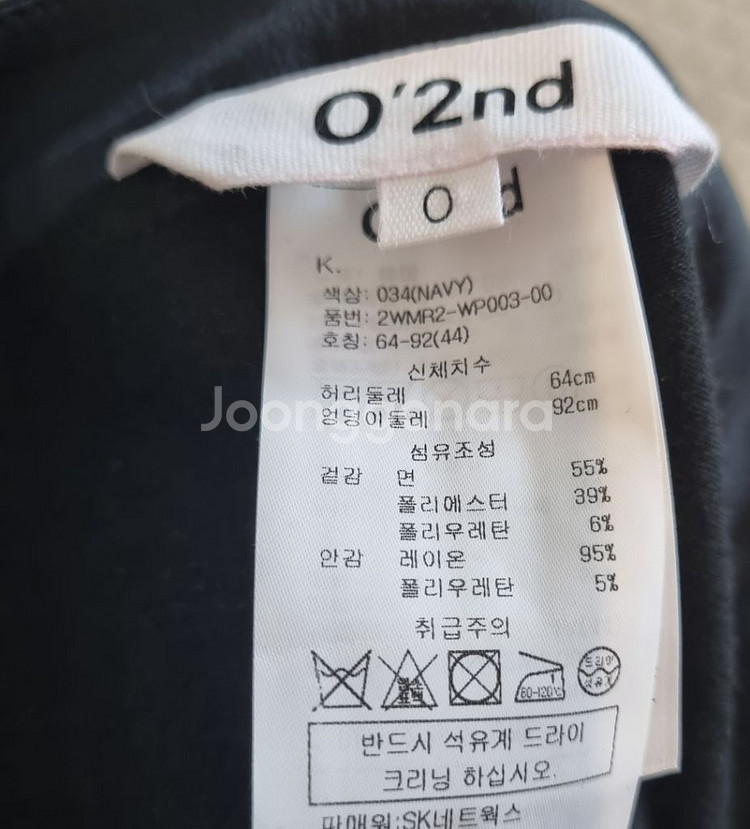 O'2nd
O
K.
색상: 034(NAVY)
품번: 2WMR2-WP003-00
호칭: 64-92(44)
신체치수
허리둘레 64cm
엉덩이둘레 92cm
Joonggonara
섬유조성
겉감 면 55%
폴리에스터 39%
폴리우레탄 6%
안감 레이온 95%
폴리우레탄 5%
취급주의
염소 표백
80-120℃
드라이 석유계
반드시 석유계 드라이
크리닝 하십시오.
판매원:SK네트웍스